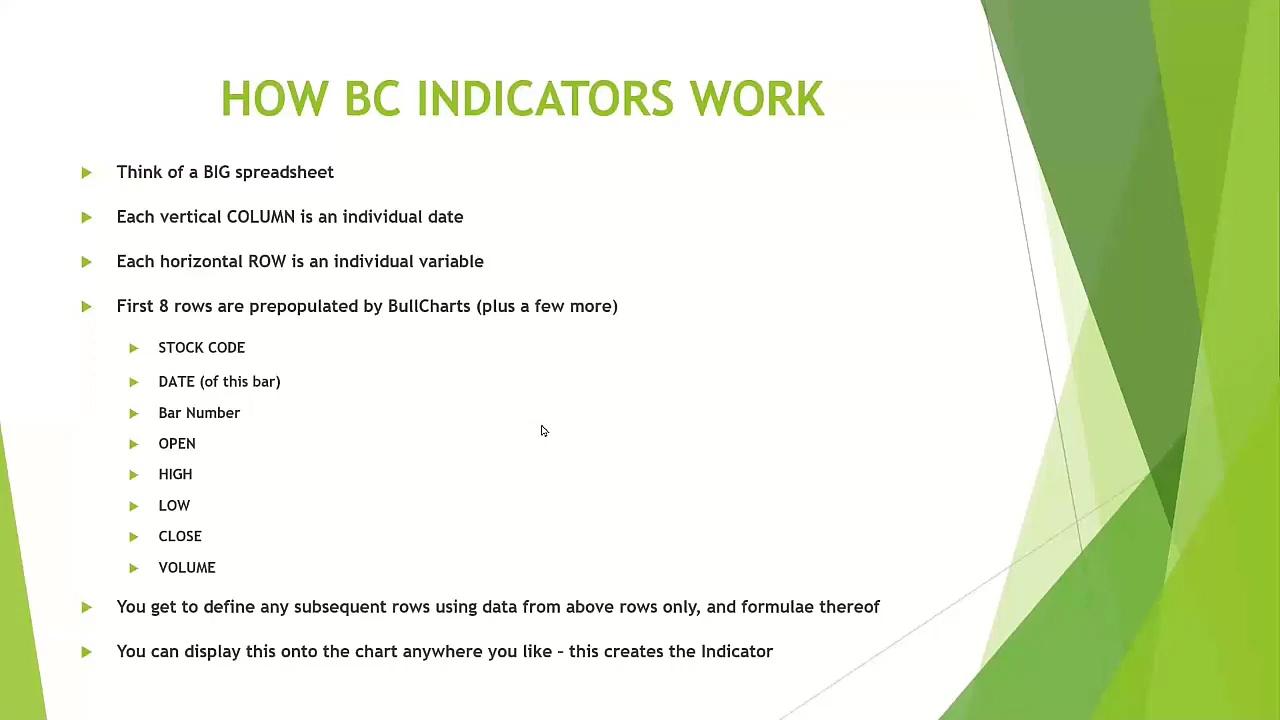 HOW BC INDICATORS WORK
Think of a BIG spreadsheet
Each vertical COLUMN is an individual date
Each horizontal ROW is an individual variable
First 8 rows are prepopulated by BullCharts (plus a few more)
STOCK CODE
DATE (of this bar)
Bar Number
OPEN
HIGH
LOW
CLOSE
VOLUME
You get to define any subsequent rows using data from above rows only, and formulae thereof
You can display this onto the chart anywhere you like – this creates the Indicator